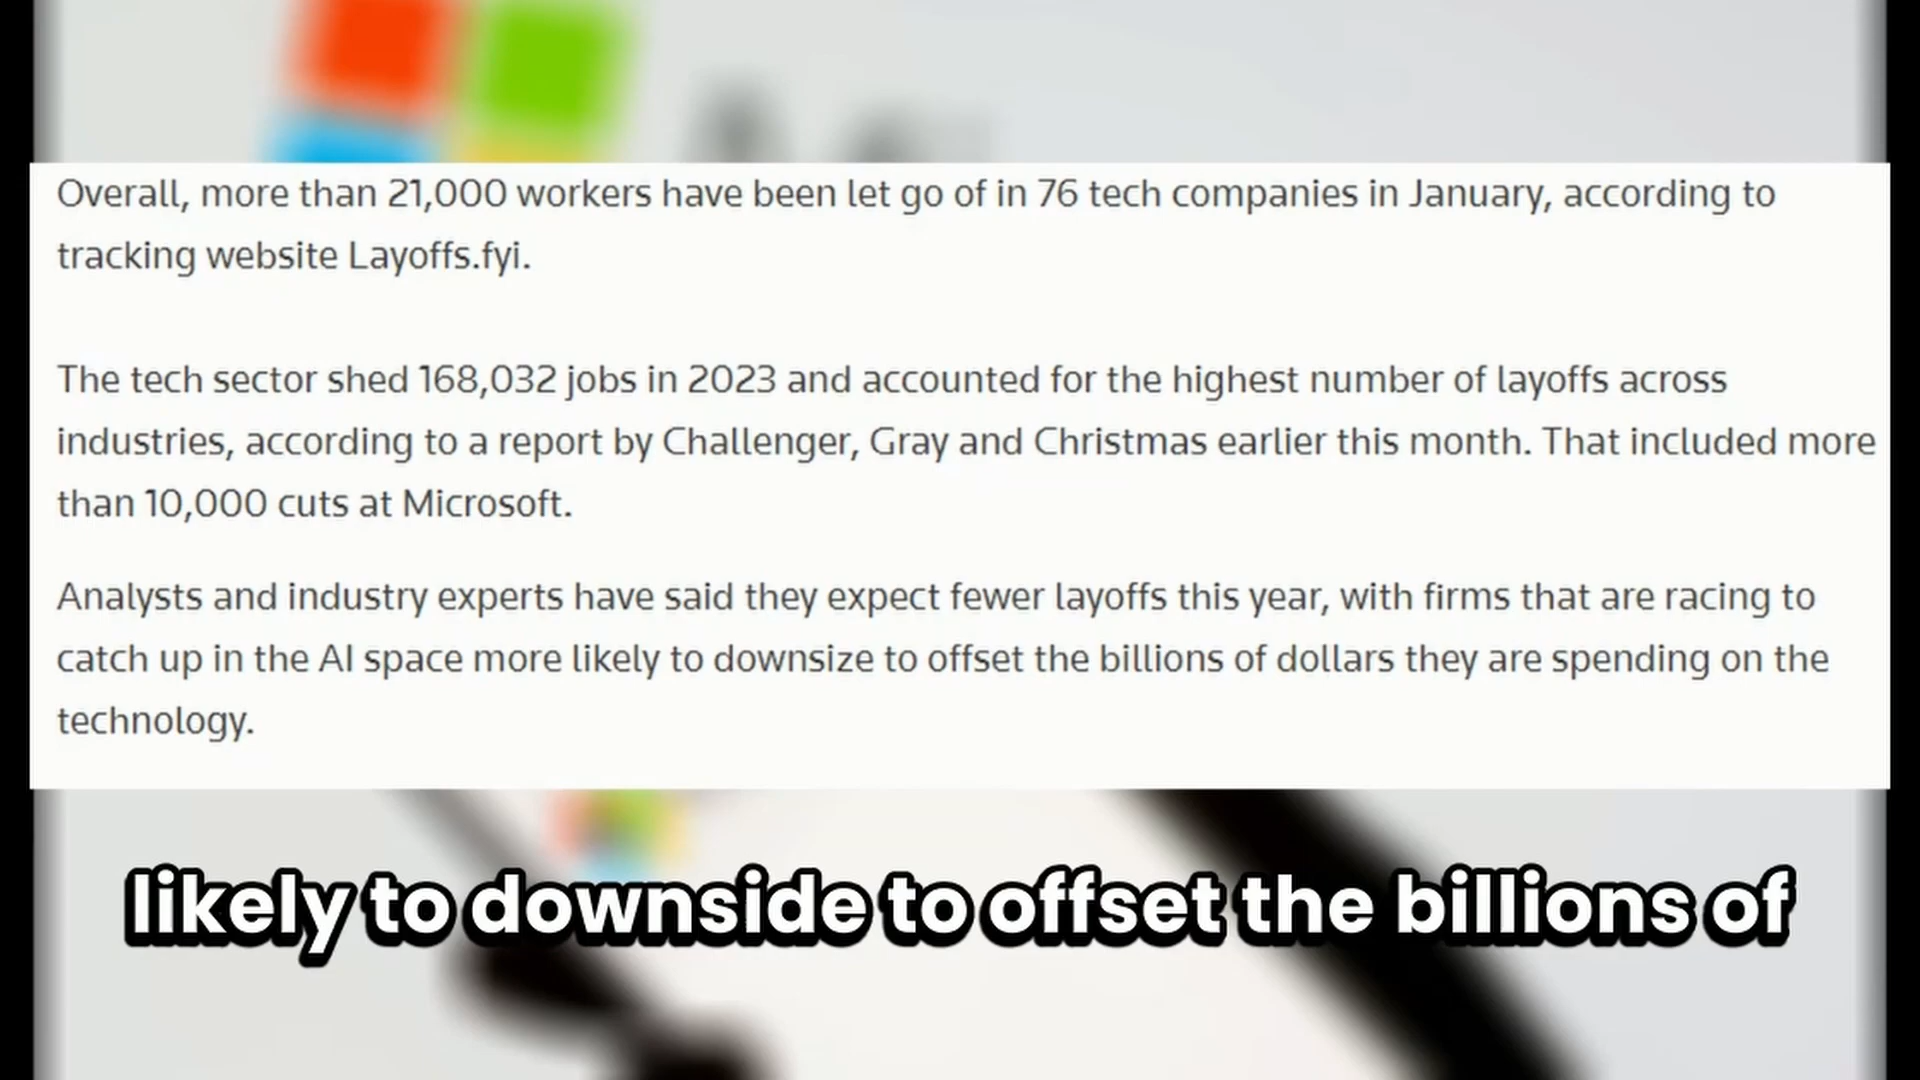 Overall, more than 21,000 workers have been let go of in 76 tech companies in January, according to
tracking website Layoffs.fyi.
The tech sector shed 168,032 jobs in 2023 and accounted for the highest number of layoffs across
industries, according to a report by Challenger, Gray and Christmas earlier this month. That included more
than 10,000 cuts at Microsoft.
Analysts and industry experts have said they expect fewer layoffs this year, with firms that are racing to
catch up in the AI space more likely to downsize to offset the billions of dollars they are spending on the
technology.
likely to downside to offset the billions of